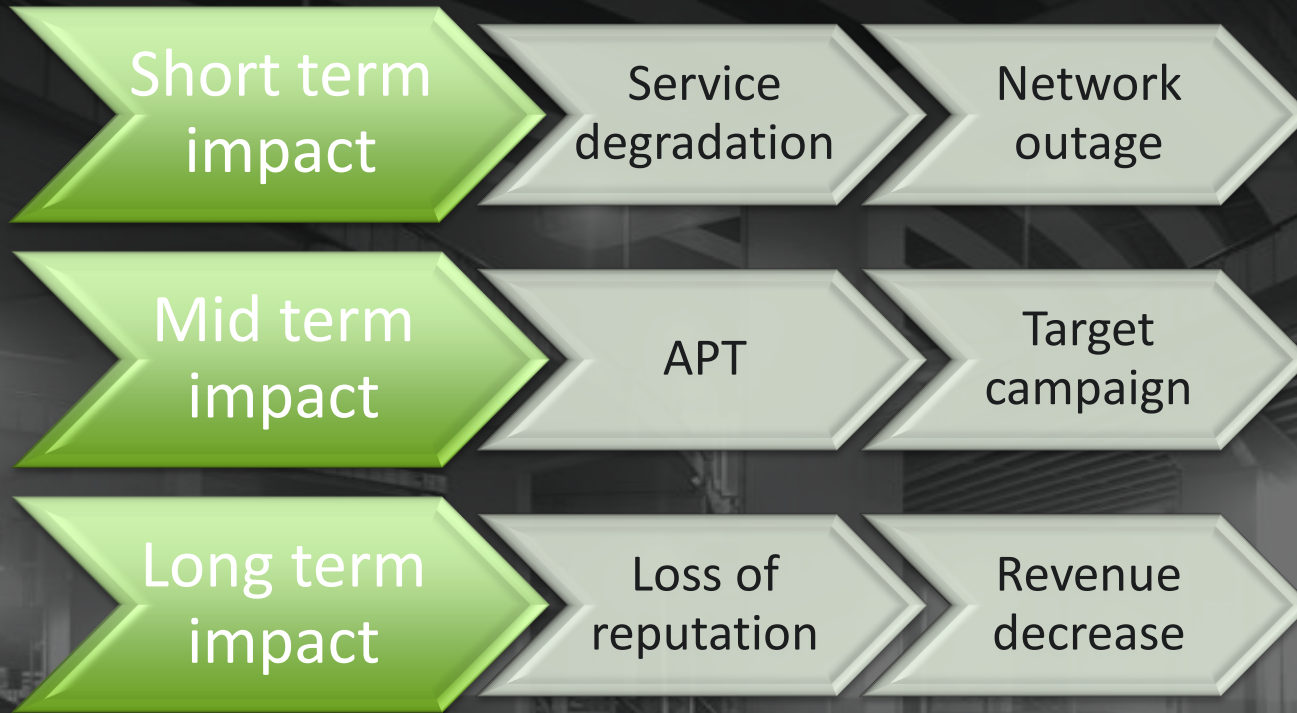 Short term
impact
Service
degradation
Network
outage
Mid term
impact
APT
Target
campaign
Long term
impact
Loss of
reputation
Revenue
decrease